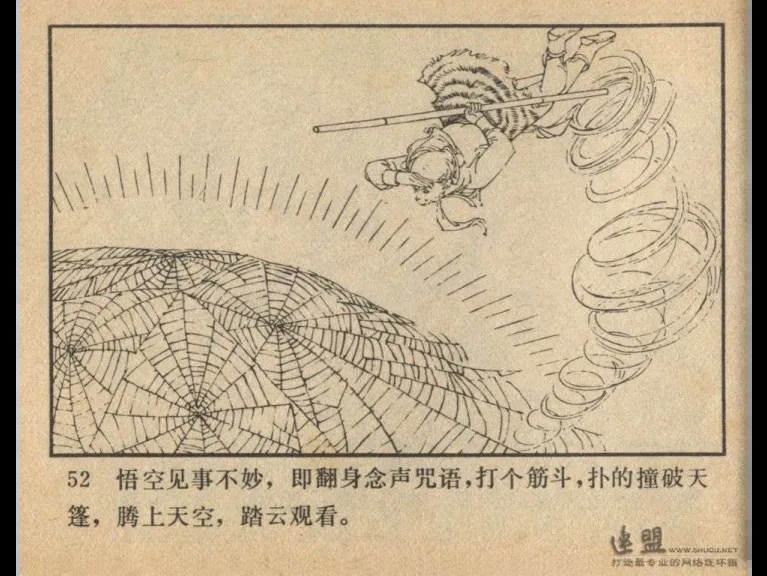 52 悟空见事不妙，即翻身念声咒语，打个筋斗，扑的撞破天
篷，腾上天空，踏云观看。
连盟 WWW.SHUCU.NET
打造最专业的网络连环画